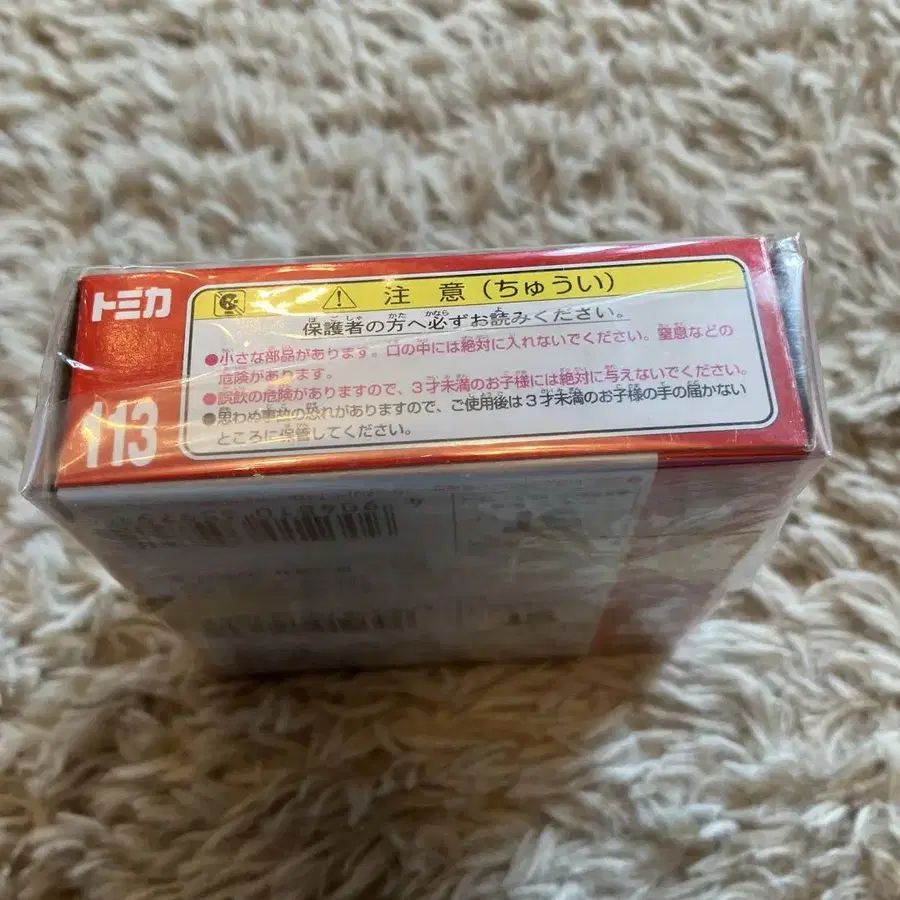 トミカ
113
注 意（ちゅうい）
保護者の方へ必ずお読みください。
●小さな部品があります。口の中には絶対に入れないでください。窒息などの
危険があります。
●誤飲の危険がありますので、3才未満のお子様には絶対に与えないでください。
●思わぬ事故の恐れがありますので、ご使用後は3才未満のお子様の手の届かない
ところに保管してください。